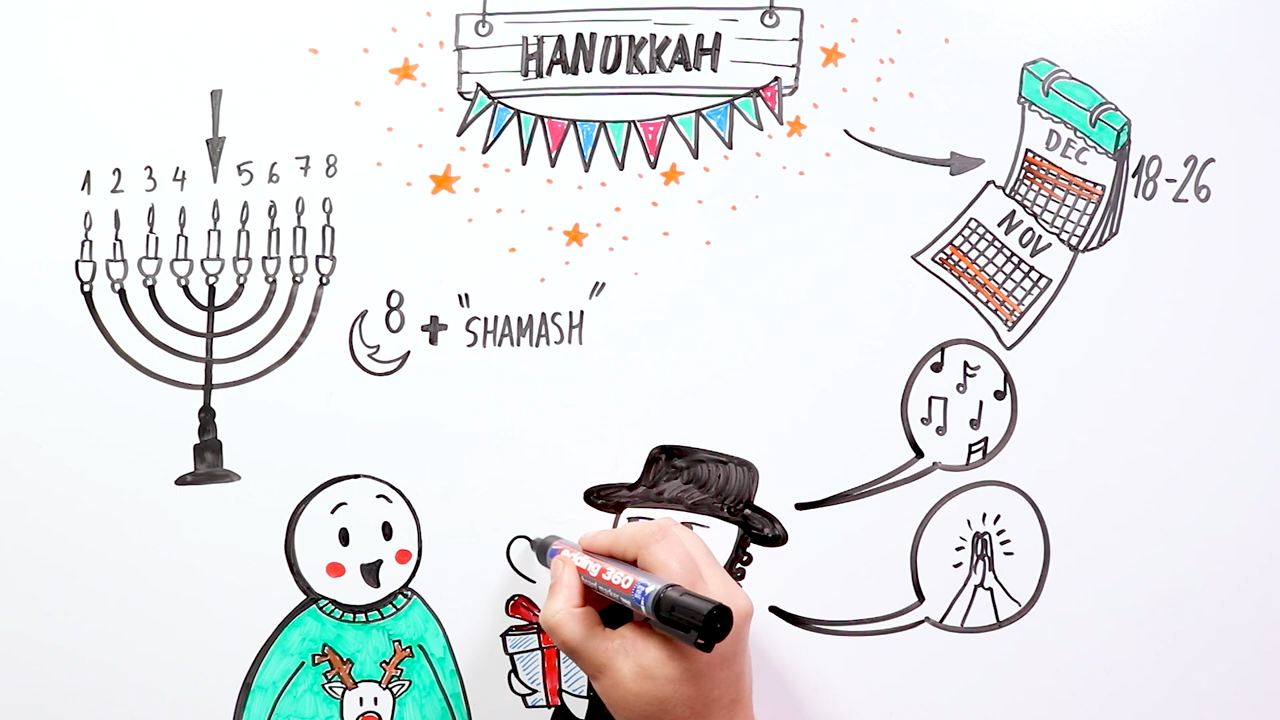 HANUKKAH
1 2 3 4 5 6 7 8
DEC
18-26
NOV
8 + "SHAMASH"
edding 360